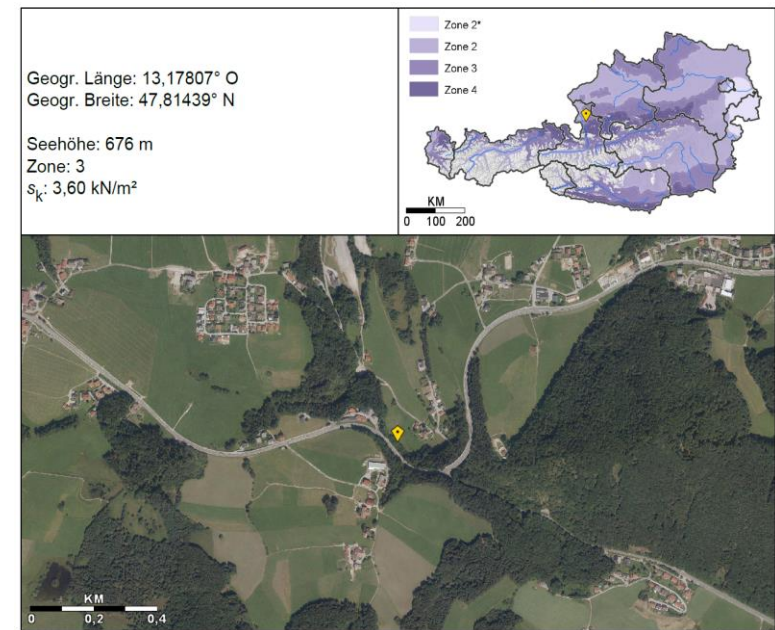 Geogr. Länge: 13,17807° O
Geogr. Breite: 47,81439° N
Seehöhe: 676 m
Zone: 3
sk: 3,60 kN/m²
Zone 2*
Zone 2
Zone 3
Zone 4
KM
0 100 200
KM
0 0,2 0,4